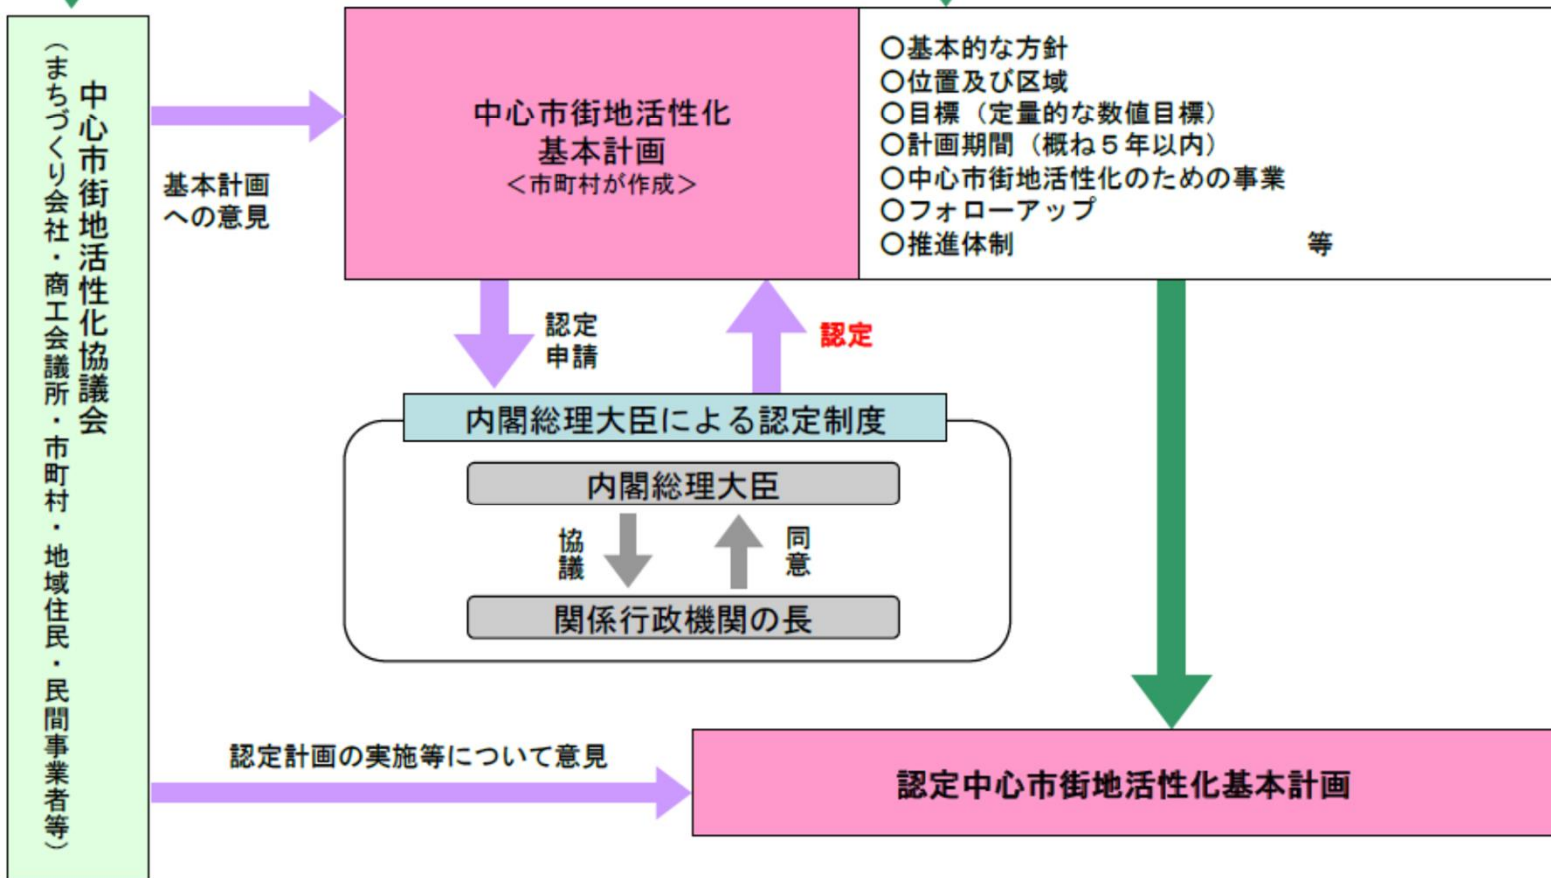 中心市街地活性化協議会
（まちづくり会社・商工会議所・市町村・地域住民・民間事業者等）
基本計画
への意見
中心市街地活性化
基本計画
＜市町村が作成＞
〇基本的な方針
〇位置及び区域
〇目標（定量的な数値目標）
〇計画期間（概ね５年以内）
〇中心市街地活性化のための事業
〇フォローアップ
〇推進体制 等
認定
申請
認定
内閣総理大臣による認定制度
内閣総理大臣
協議
同意
関係行政機関の長
認定計画の実施等について意見
認定中心市街地活性化基本計画